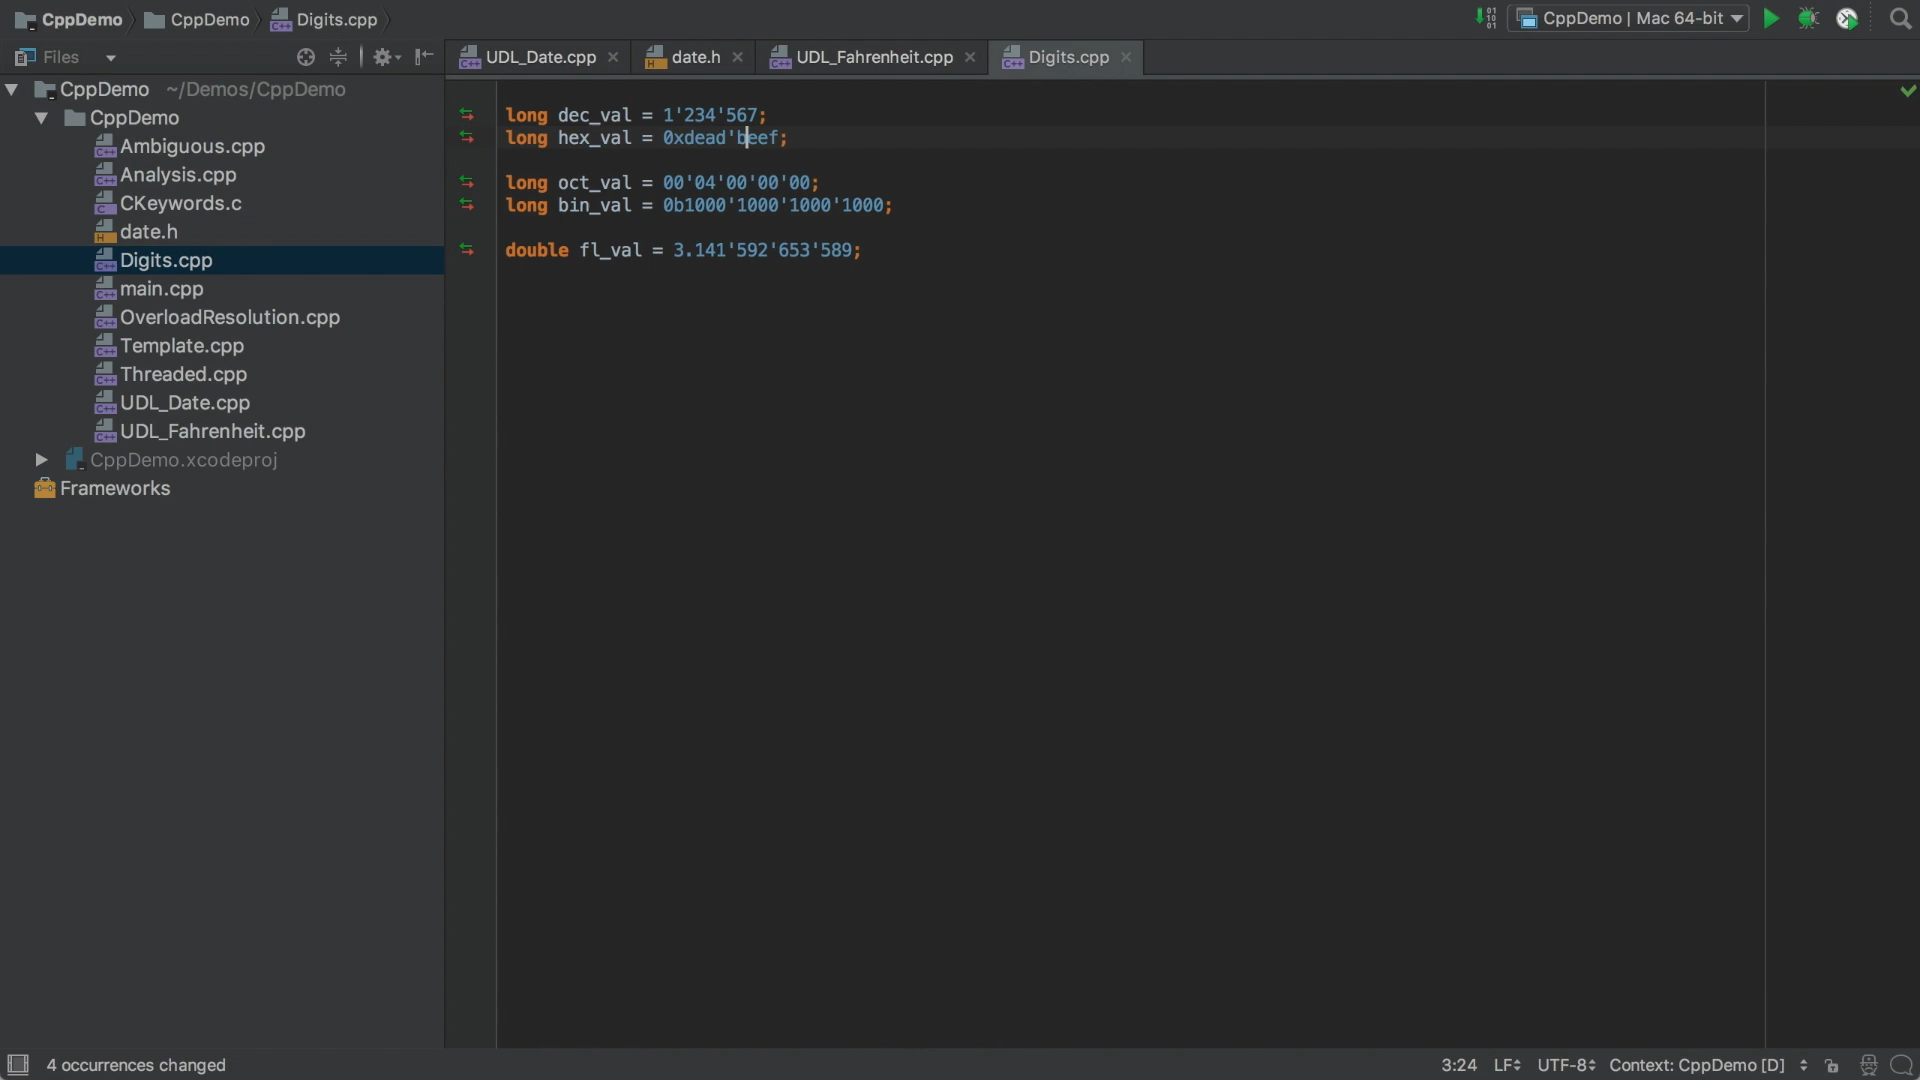 CppDemo CppDemo Digits.cpp CppDemo | Mac 64-bit
Files UDL_Date.cpp date.h UDL_Fahrenheit.cpp Digits.cpp
CppDemo ~/Demos/CppDemo
CppDemo
Ambiguous.cpp
Analysis.cpp
CKeywords.c
date.h
Digits.cpp
main.cpp
OverloadResolution.cpp
Template.cpp
Threaded.cpp
UDL_Date.cpp
UDL_Fahrenheit.cpp
CppDemo.xcodeproj
Frameworks
long dec_val = 1'234'567;
long hex_val = 0xdead'beef;
long oct_val = 00'04'00'00'00;
long bin_val = 0b1000'1000'1000'1000;
double fl_val = 3.141'592'653'589;
4 occurrences changed 3:24 LF UTF-8 Context: CppDemo [D]